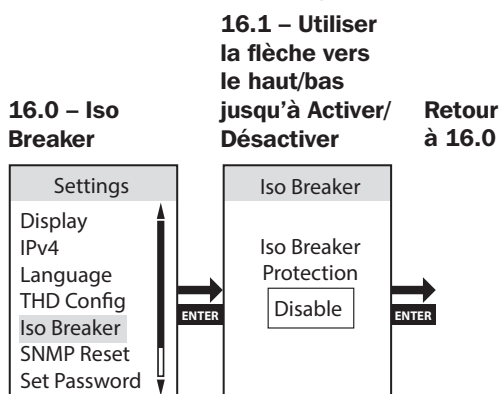 16.0 – Iso
Breaker
16.1 – Utiliser
la flèche vers
le haut/bas
jusqu'à Activer/
Désactiver
Retour
à 16.0
Settings
Display
IPv4
Language
THD Config
Iso Breaker
SNMP Reset
Set Password
ENTER
Iso Breaker
Iso Breaker
Protection
Disable
ENTER